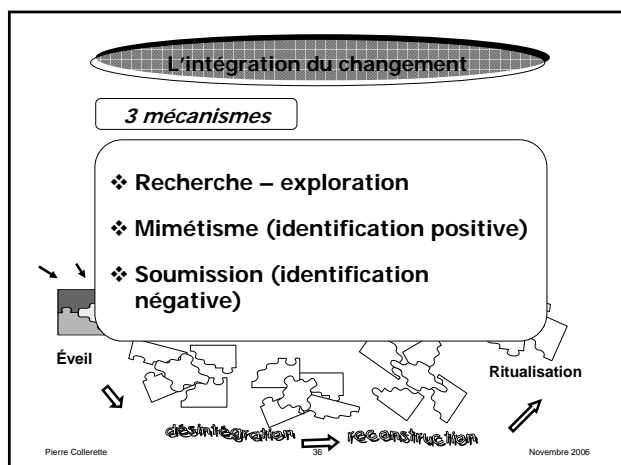 L'intégration du changement
3 mécanismes
❖ Recherche – exploration
❖ Mimétisme (identification positive)
❖ Soumission (identification
négative)
Éveil
Ritualisation
désintégration
reconstruction
Pierre Collerette
36
Novembre 2006